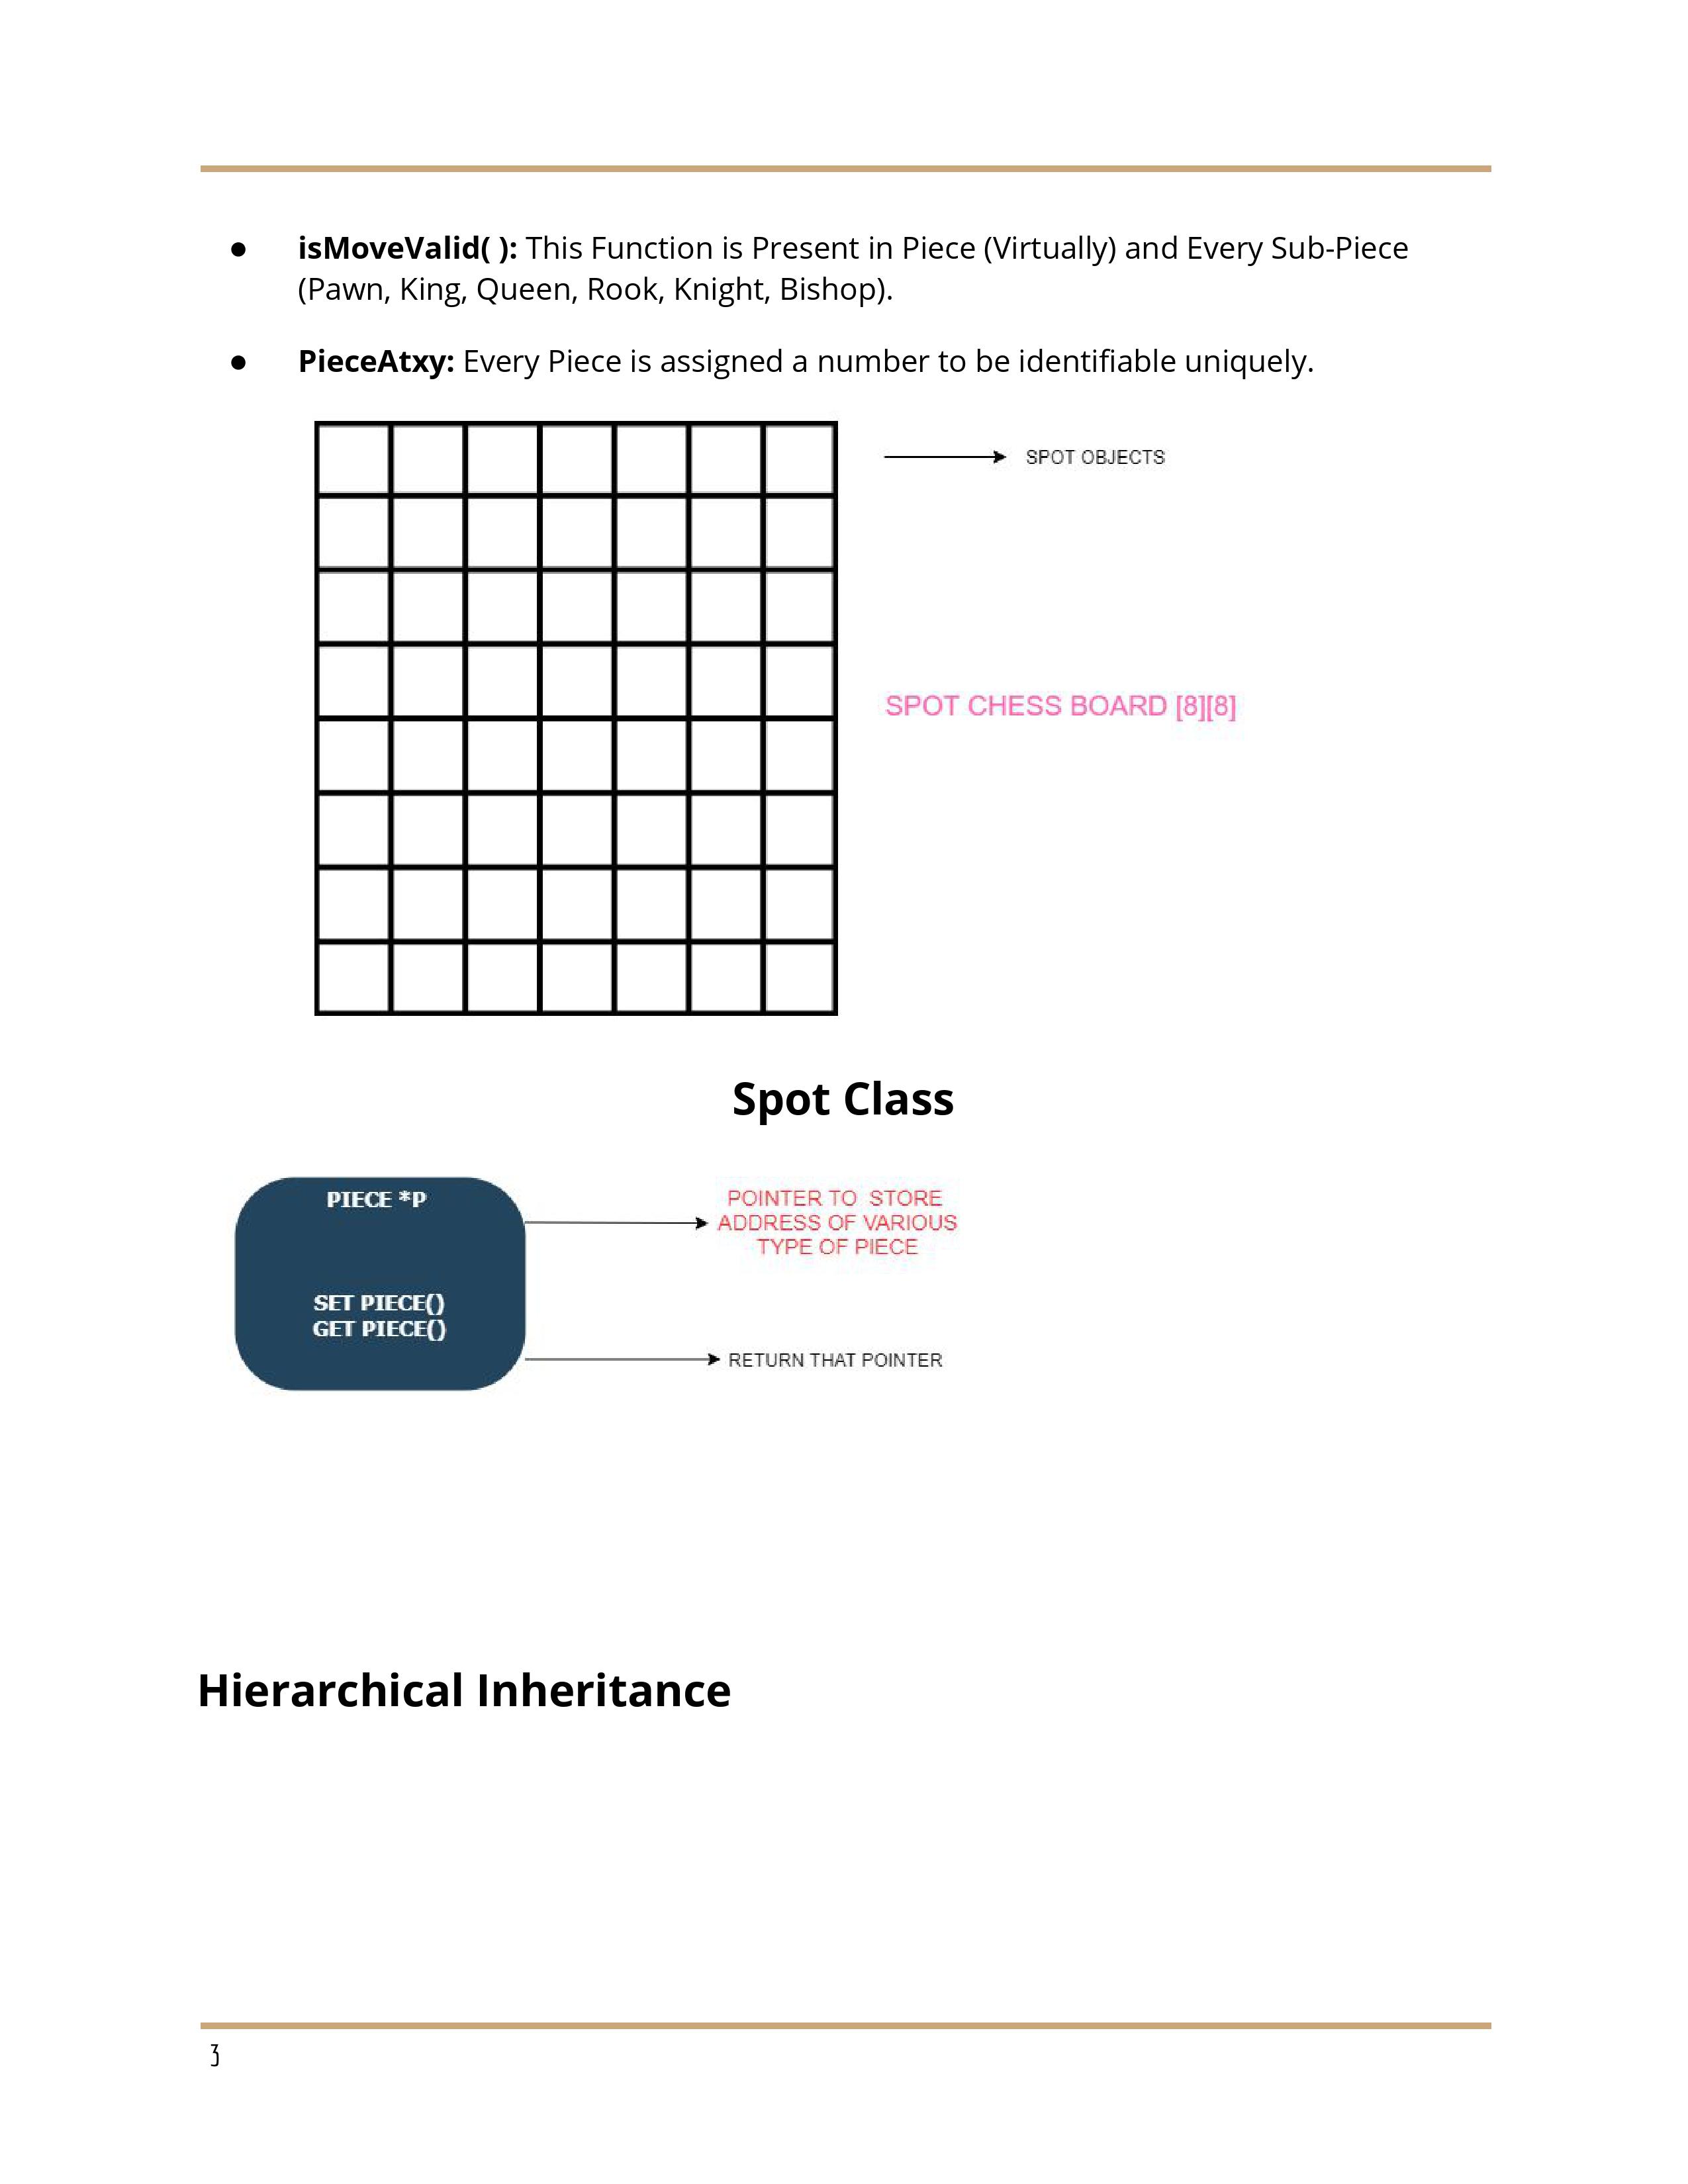 ● isMoveValid( ): This Function is Present in Piece (Virtually) and Every Sub-Piece
(Pawn, King, Queen, Rook, Knight, Bishop).
● PieceAtxy: Every Piece is assigned a number to be identifiable uniquely.
SPOT OBJECTS
SPOT CHESS BOARD [8][8]
Spot Class
PIECE *P
POINTER TO STORE
ADDRESS OF VARIOUS
TYPE OF PIECE
SET PIECE()
GET PIECE()
RETURN THAT POINTER
Hierarchical Inheritance
3